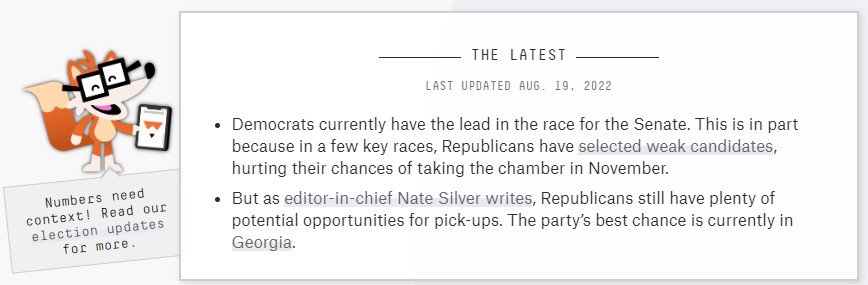 THE LATEST
LAST UPDATED AUG. 19, 2022
• Democrats currently have the lead in the race for the Senate. This is in part
because in a few key races, Republicans have selected weak candidates,
hurting their chances of taking the chamber in November.
• But as editor-in-chief Nate Silver writes, Republicans still have plenty of
potential opportunities for pick-ups. The party’s best chance is currently in
Georgia.
Numbers need
context! Read our
election updates
for more.